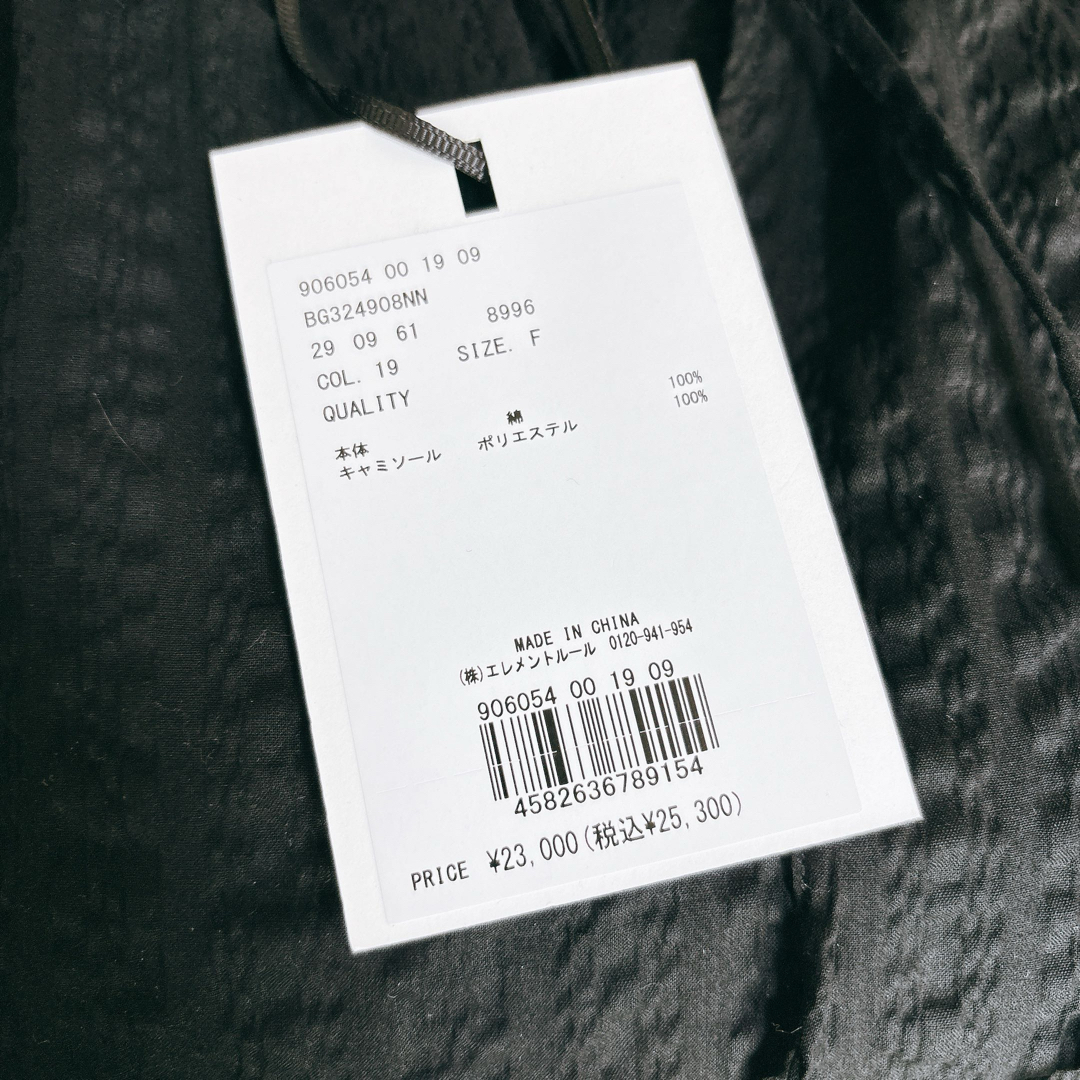 906054 00 19 09
BG324908NN
29 09 61 8996
COL. 19 SIZE. F
QUALITY
本体 綿 100%
キャミソール ポリエステル 100%
MADE IN CHINA
(株)エレメントルール 0120-941-954
906054 00 19 09
4582636789154
PRICE ¥23,000(税込¥25,300)